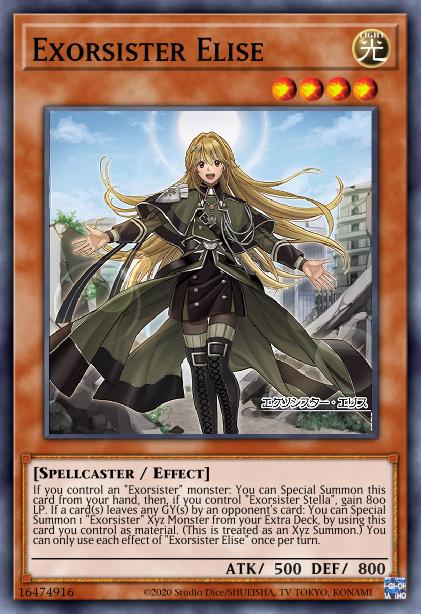 Exorsister Elise
LIGHT
光
エクソシスター・エリス
[Spellcaster / Effect]
If you control an "Exorsister" monster: You can Special Summon
this card from your hand, then, if you control "Exorsister Stella", gain 800
LP. If a card(s) leaves any GY(s) by an opponent's card: You can Special
Summon 1 "Exorsister" Xyz Monster from your Extra Deck, by using this
card you control as material. (This is treated as an Xyz Summon.) You
can only use each effect of "Exorsister Elise" once per turn.
ATK/ 500 DEF/ 800
16474916
©2020 Studio Dice/SHUEISHA, TV TOKYO, KONAMI